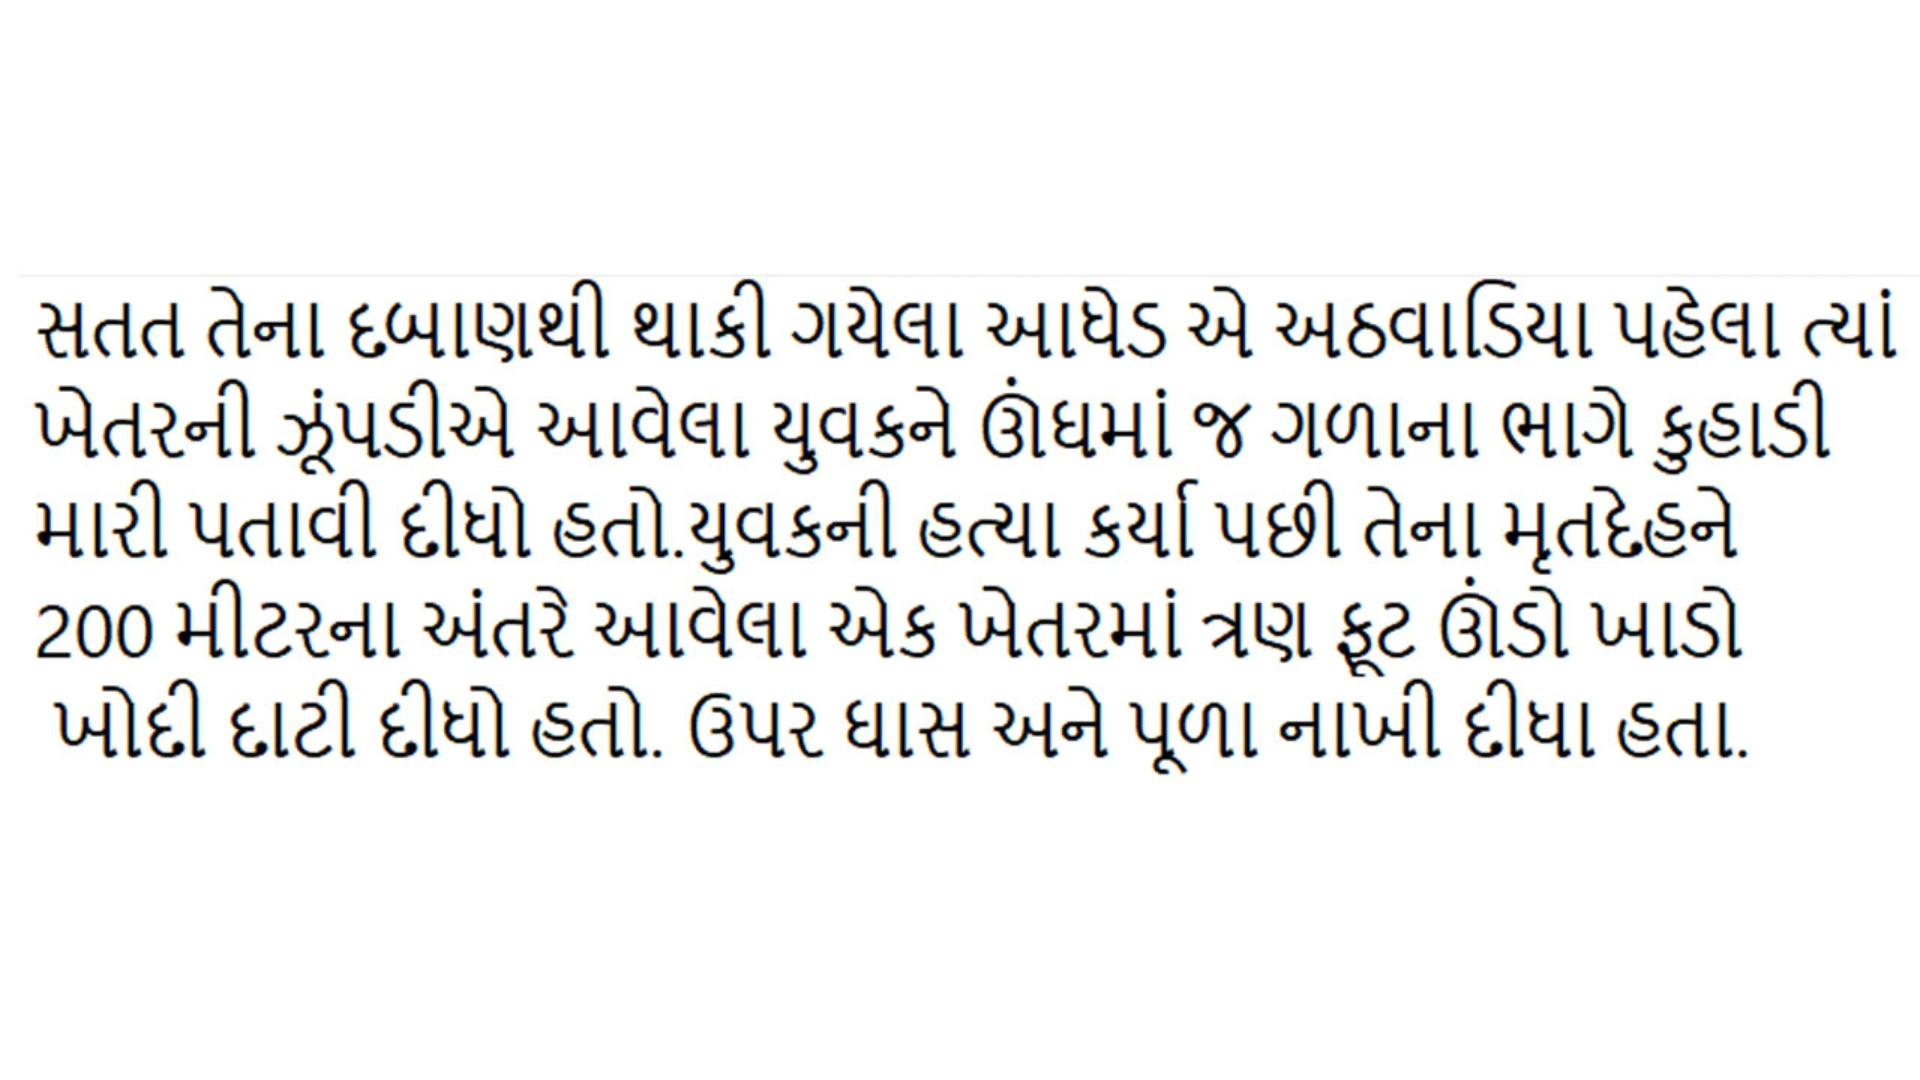 સતત તેના દબાણથી થાકી ગયેલા આધેડ એ અઠવાડિયા પહેલા ત્યાં
ખેતરની ઝૂંપડીએ આવેલા યુવકને ઊંઘમાં જ ગળાના ભાગે કુહાડી
મારી પતાવી દીધો હતો.યુવકની હત્યા કર્યા પછી તેના મૃતદેહને
200 મીટરના અંતરે આવેલા એક ખેતરમાં ત્રણ ફૂટ ઊંડો ખાડો
ખોદી દાટી દીધો હતો. ઉપર ઘાસ અને પૂળા નાખી દીધા હતા.